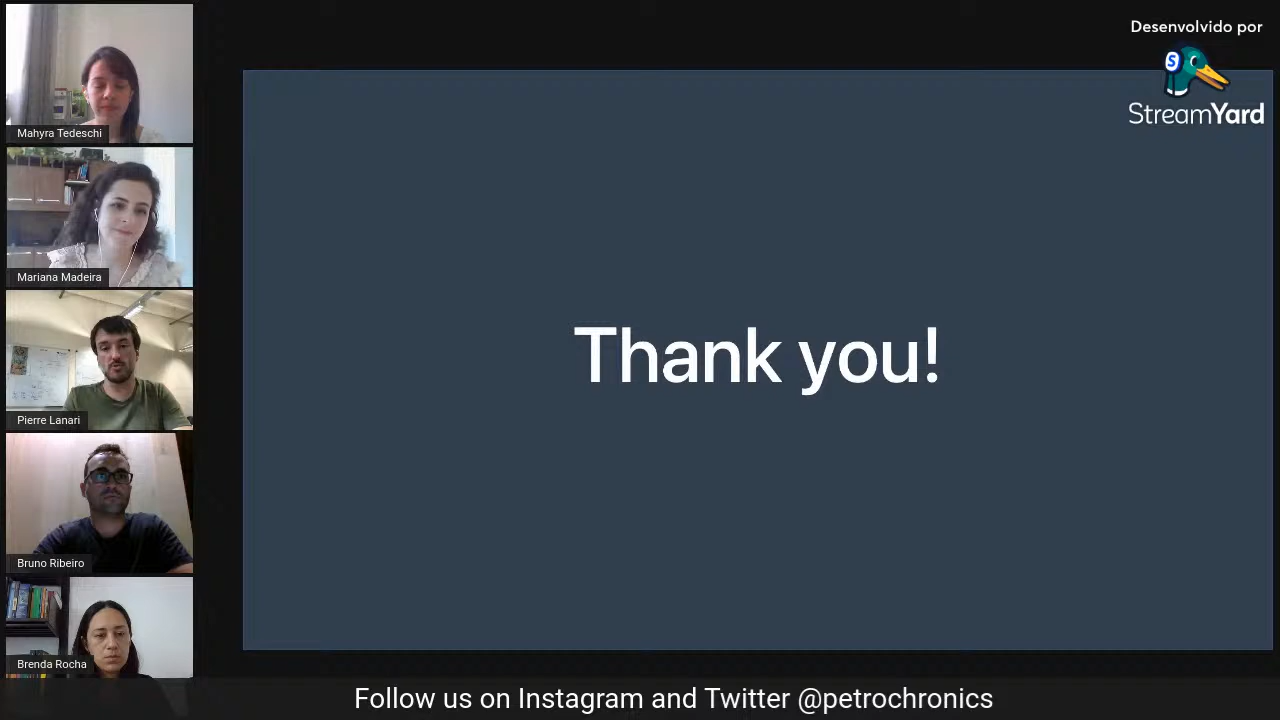 Desenvolvido por
StreamYard
Mahyra Tedeschi
Mariana Madeira
Pierre Lanari
Bruno Ribeiro
Brenda Rocha
Thank you!
Follow us on Instagram and Twitter @petrochronics